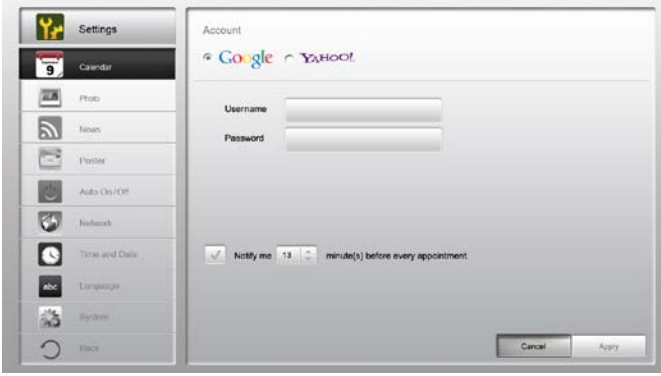 Settings
Calendar
9
Photo
News
Poster
Auto On/Off
Network
Time and Date
abc
Language
System
Back
Account
Google YAHOO!
Username
Password
Notify me 13 minute(s) before every appointment.
Cancel Apply